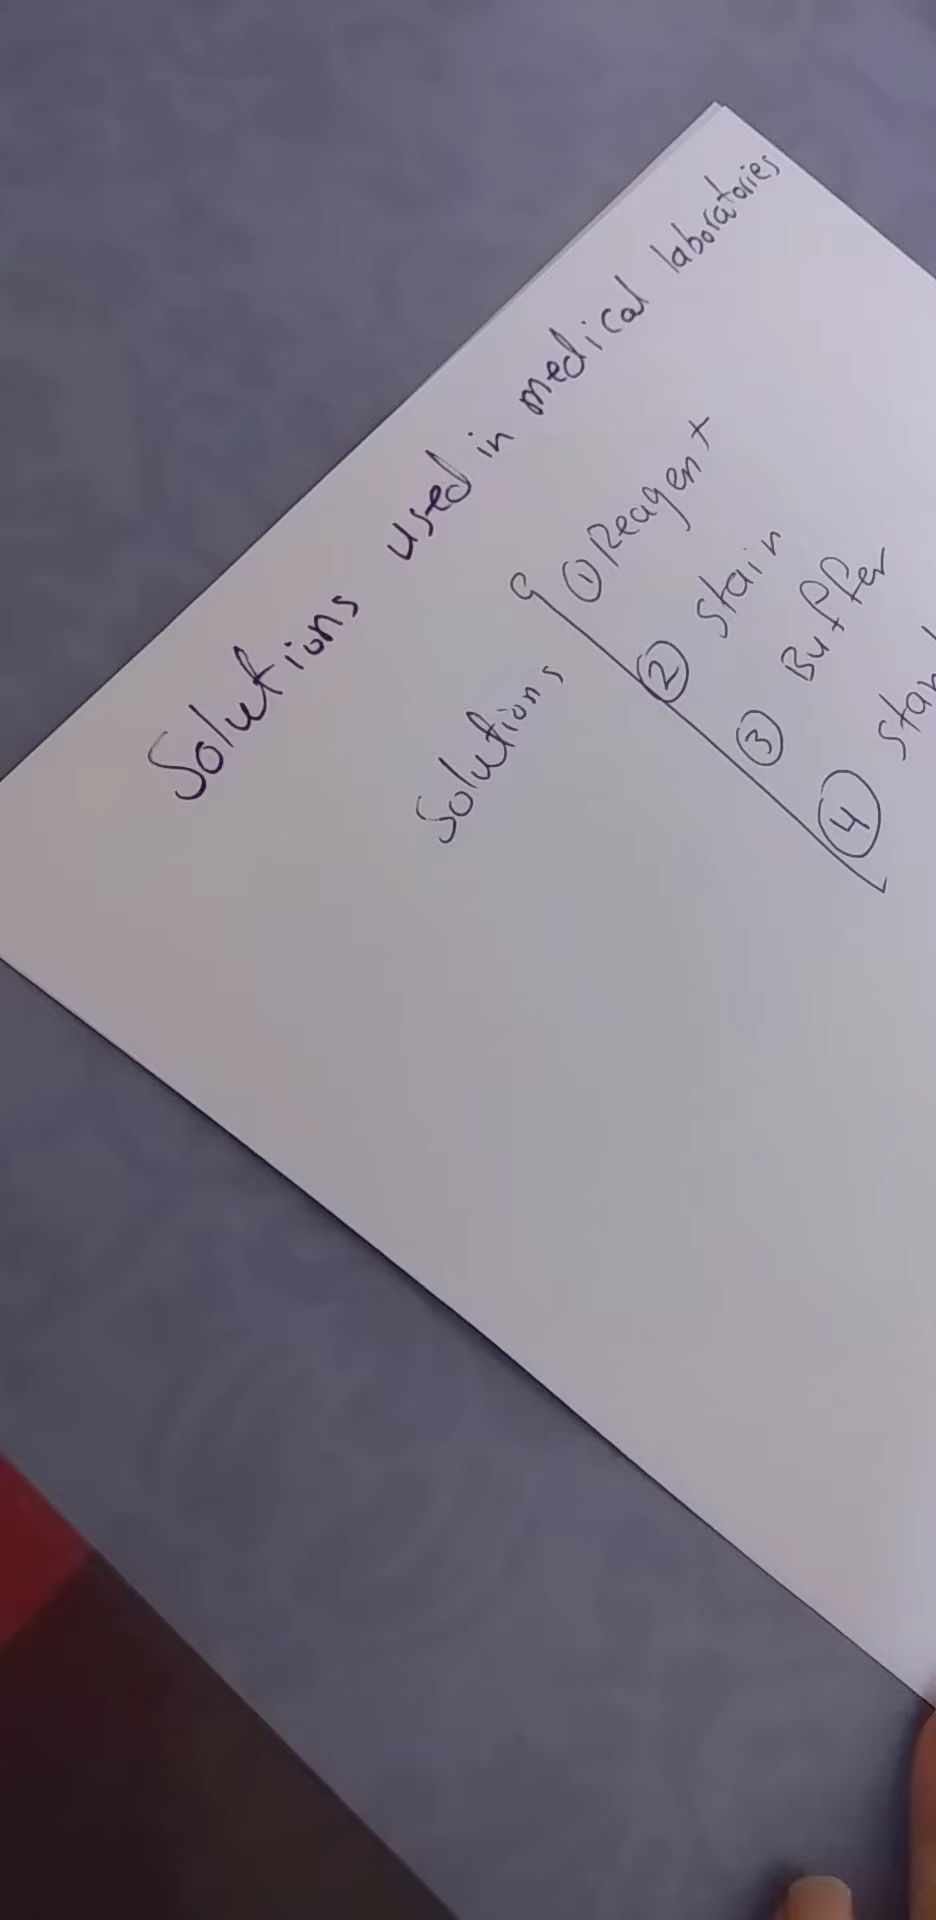 Solutions used in medical laboratories
Solutions
① Reagent
② Stain
③ Buffer
④